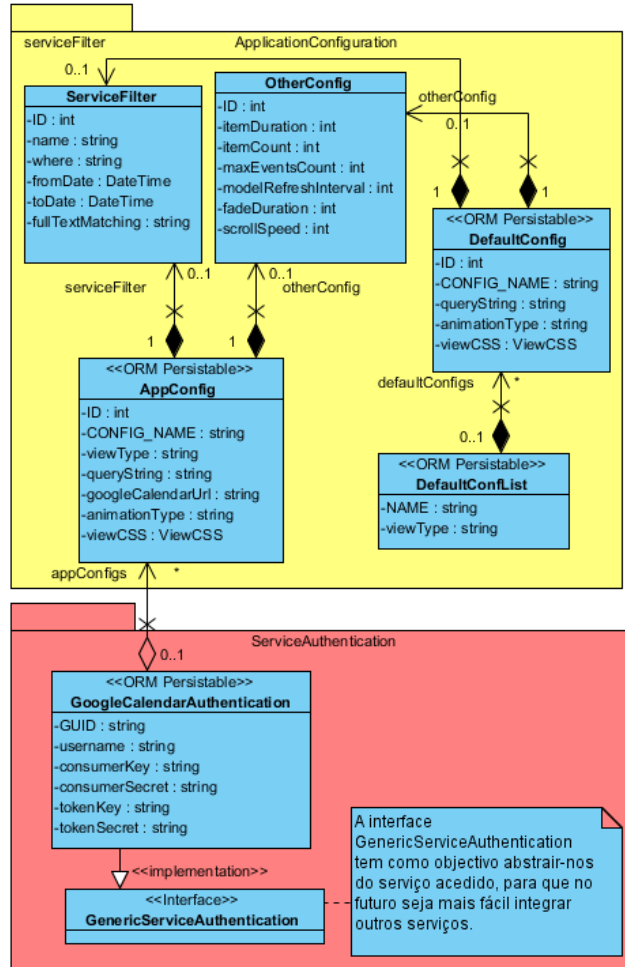 ApplicationConfiguration
serviceFilter
0..1
ServiceFilter
-ID : int
-name : string
-where : string
-fromDate : DateTime
-toDate : DateTime
-fullTextMatching : string
OtherConfig
-ID : int
-itemDuration : int
-itemCount : int
-maxEventsCount : int
-modelRefreshInterval : int
-fadeDuration : int
-scrollSpeed : int
otherConfig
0..1
1
1
<<ORM Persistable>>
DefaultConfig
-ID : int
-CONFIG_NAME : string
-queryString : string
-animationType : string
-viewCSS : ViewCSS
0..1
serviceFilter
1
0..1
otherConfig
1
<<ORM Persistable>>
AppConfig
-ID : int
-CONFIG_NAME : string
-viewType : string
-queryString : string
-googleCalendarUrl : string
-animationType : string
-viewCSS : ViewCSS
defaultConfigs
*
0..1
<<ORM Persistable>>
DefaultConfList
-NAME : string
-viewType : string
appConfigs
*
ServiceAuthentication
0..1
<<ORM Persistable>>
GoogleCalendarAuthentication
-GUID : string
-username : string
-consumerKey : string
-consumerSecret : string
-tokenKey : string
-tokenSecret : string
<<implementation>>
<<Interface>>
GenericServiceAuthentication
A interface
GenericServiceAuthentication
tem como objectivo abstrair-nos
do serviço acedido, para que no
futuro seja mais fácil integrar
outros serviços.